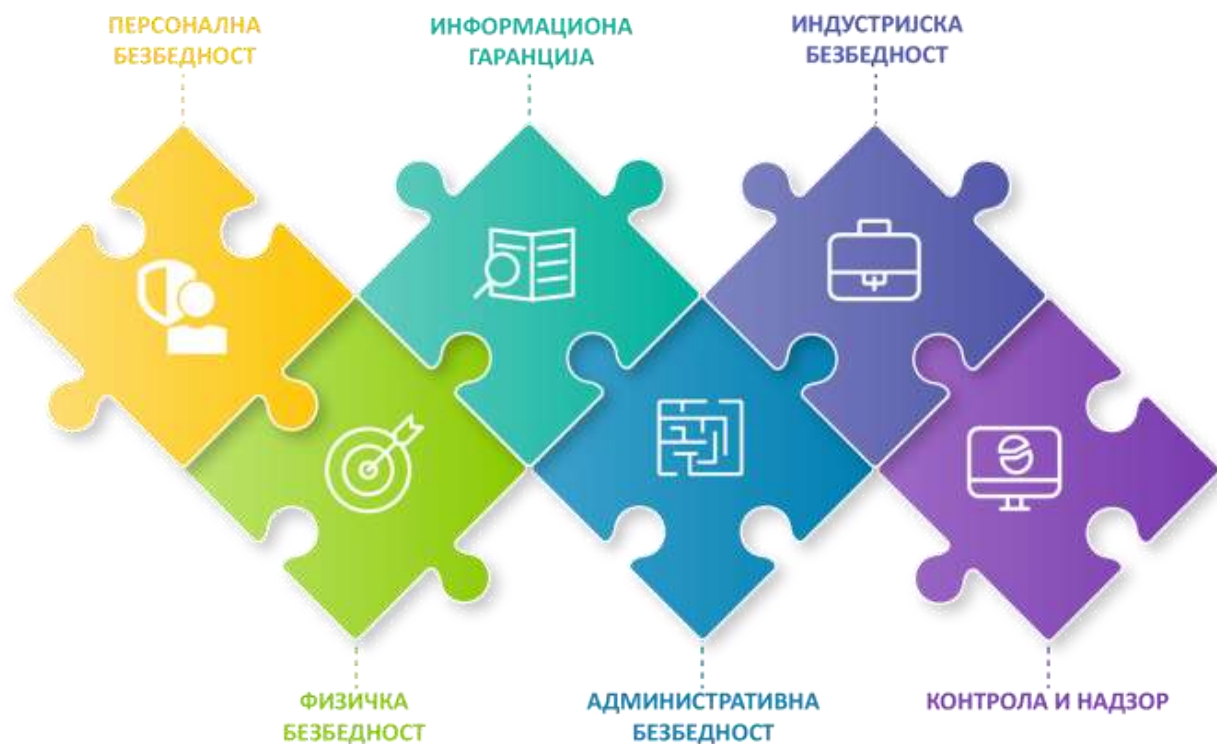 ПЕРСОНАЛНА
БЕЗБЕДНОСТ
ИНФОРМАЦИОНА
ГАРАНЦИЈА
ИНДУСТРИЈСКА
БЕЗБЕДНОСТ
ФИЗИЧКА
БЕЗБЕДНОСТ
АДМИНИСТРАТИВНА
БЕЗБЕДНОСТ
КОНТРОЛА И НАДЗОР